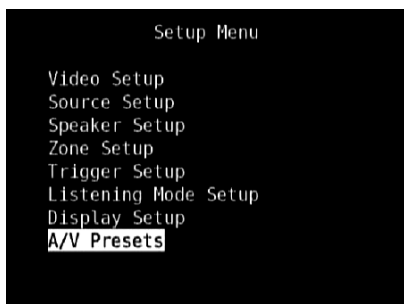 Setup Menu
Video Setup
Source Setup
Speaker Setup
Zone Setup
Trigger Setup
Listening Mode Setup
Display Setup
A/V Presets